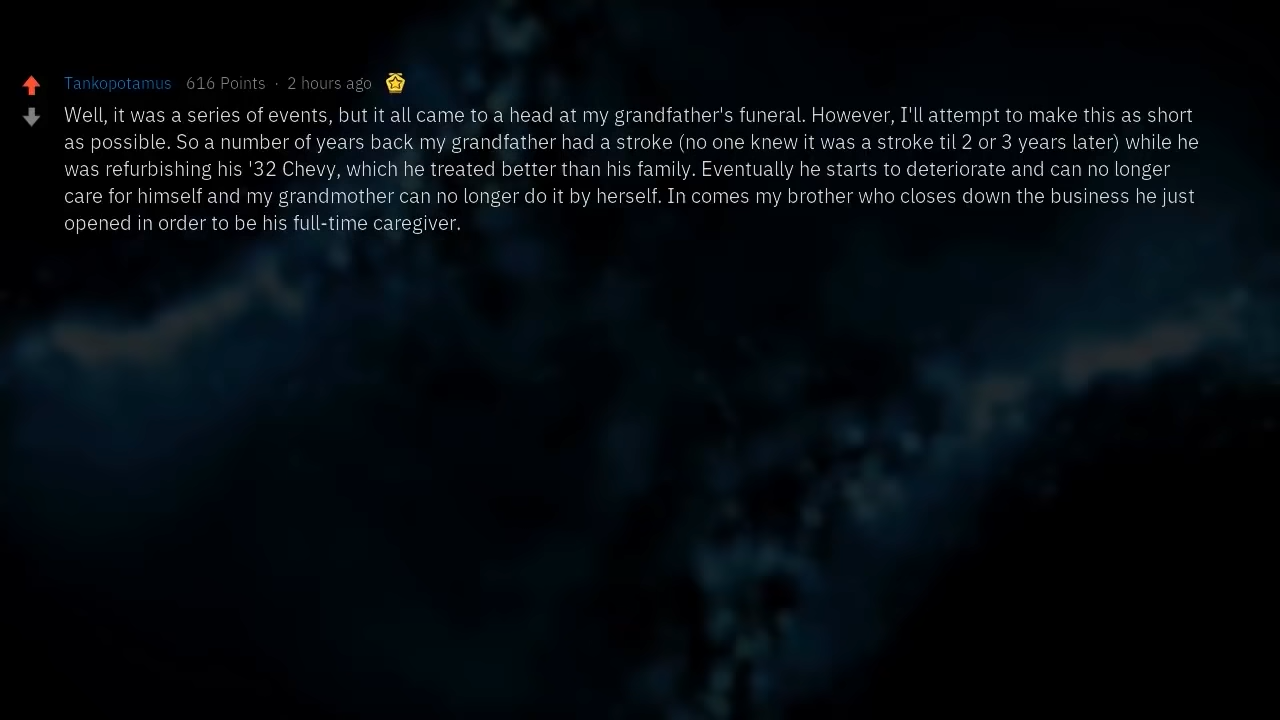 Tankopotamus 616 Points · 2 hours ago
Well, it was a series of events, but it all came to a head at my grandfather's funeral. However, I'll attempt to make this as short
as possible. So a number of years back my grandfather had a stroke (no one knew it was a stroke til 2 or 3 years later) while he
was refurbishing his '32 Chevy, which he treated better than his family. Eventually he starts to deteriorate and can no longer
care for himself and my grandmother can no longer do it by herself. In comes my brother who closes down the business he just
opened in order to be his full-time caregiver.